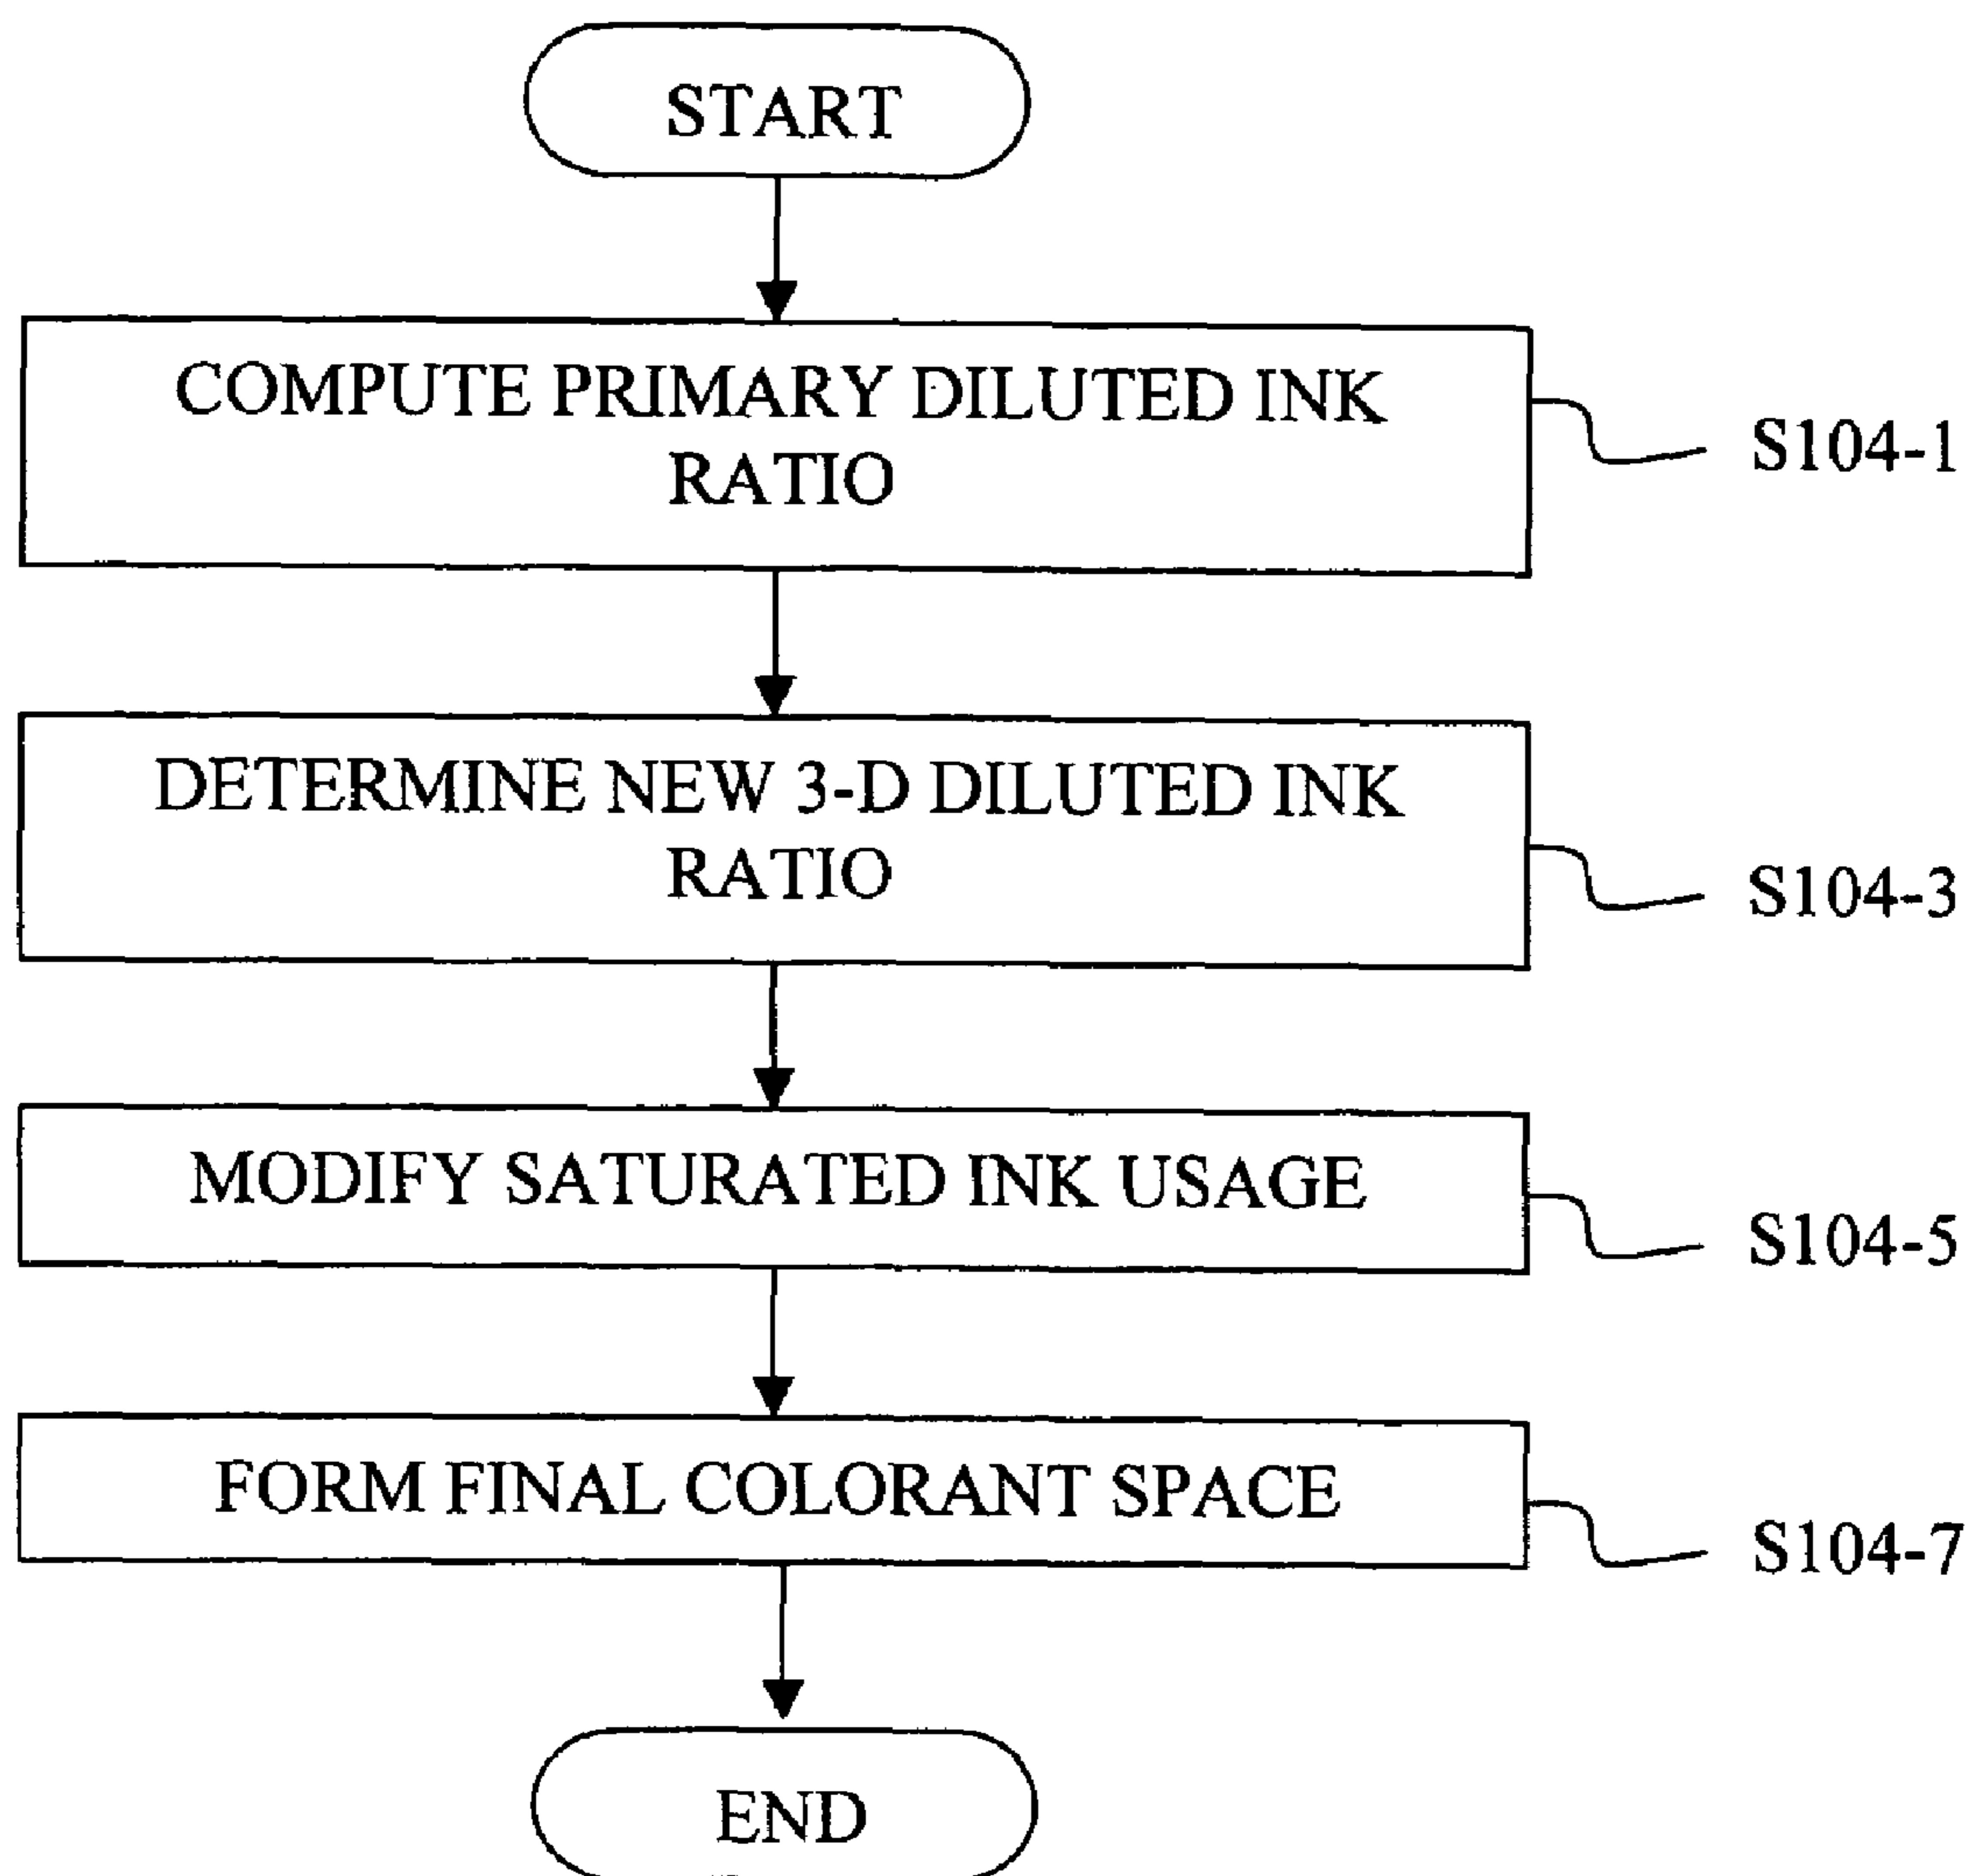 START
COMPUTE PRIMARY DILUTED INK
RATIO
S104-1
DETERMINE NEW 3-D DILUTED INK
RATIO
S104-3
MODIFY SATURATED INK USAGE
S104-5
FORM FINAL COLORANT SPACE
S104-7
END